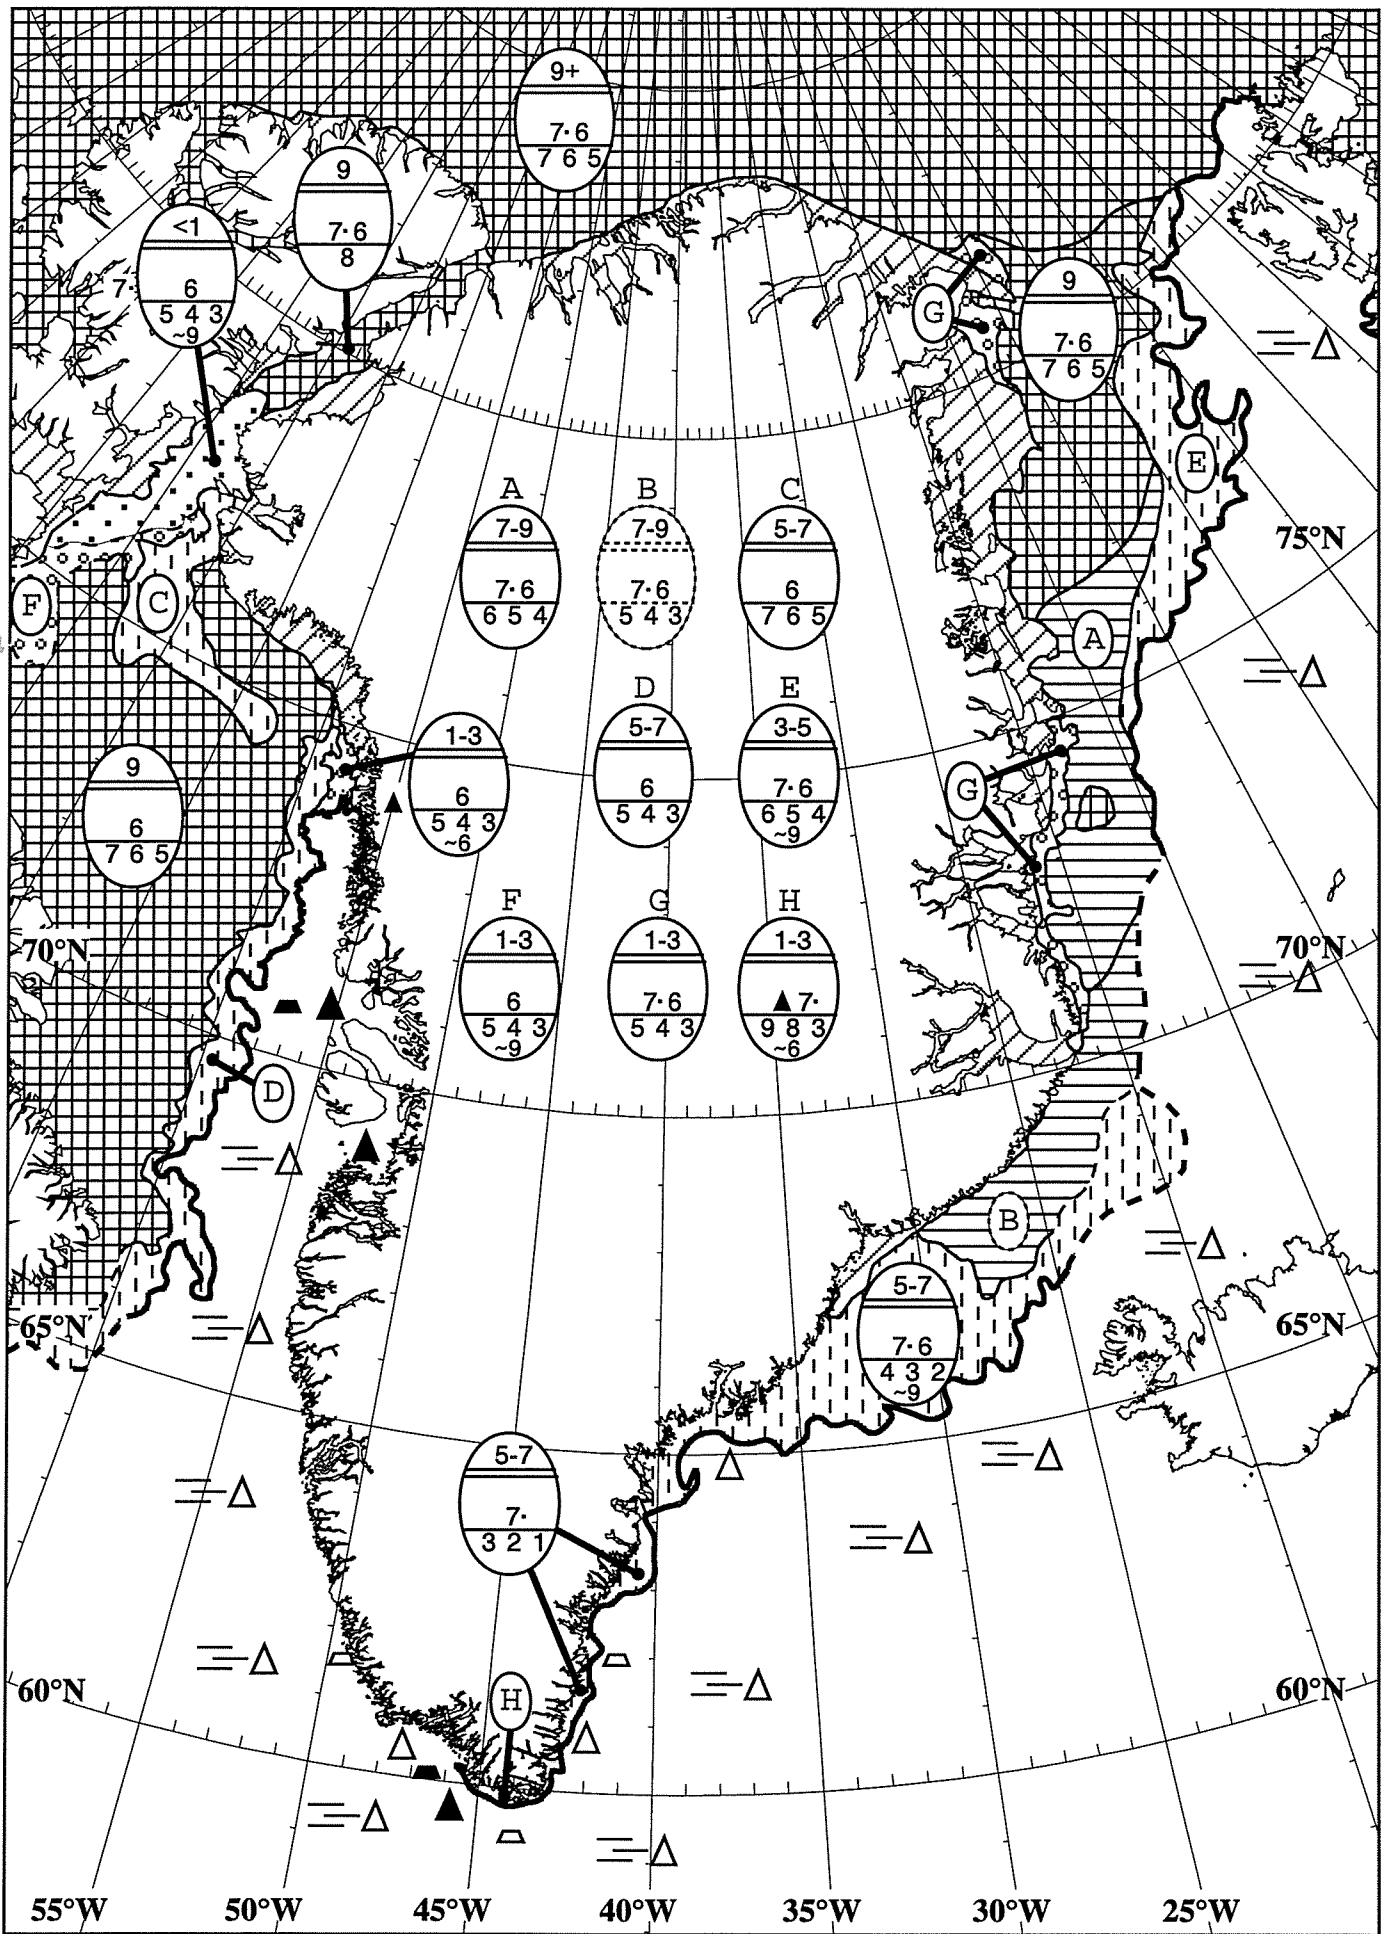 9+
7· 6
7 6 5
9
7· 6
8
<1
6
5 4 3
~9
7·
G
9
7· 6
7 6 5
E
A
7-9
7· 6
6 5 4
B
7-9
7· 6
5 4 3
C
5-7
6
7 6 5
75°N
F
C
A
D
5-7
6
5 4 3
E
3-5
7· 6
6 5 4
~9
1-3
6
5 4 3
~6
9
6
7 6 5
G
F
1-3
6
5 4 3
~9
G
1-3
7· 6
5 4 3
H
1-3
▲ 7·
9 8 3
~6
70°N
70°N
D
B
5-7
7· 6
4 3 2
~9
65°N
65°N
5-7
7·
3 2 1
H
60°N
60°N
55°W 50°W 45°W 40°W 35°W 30°W 25°W